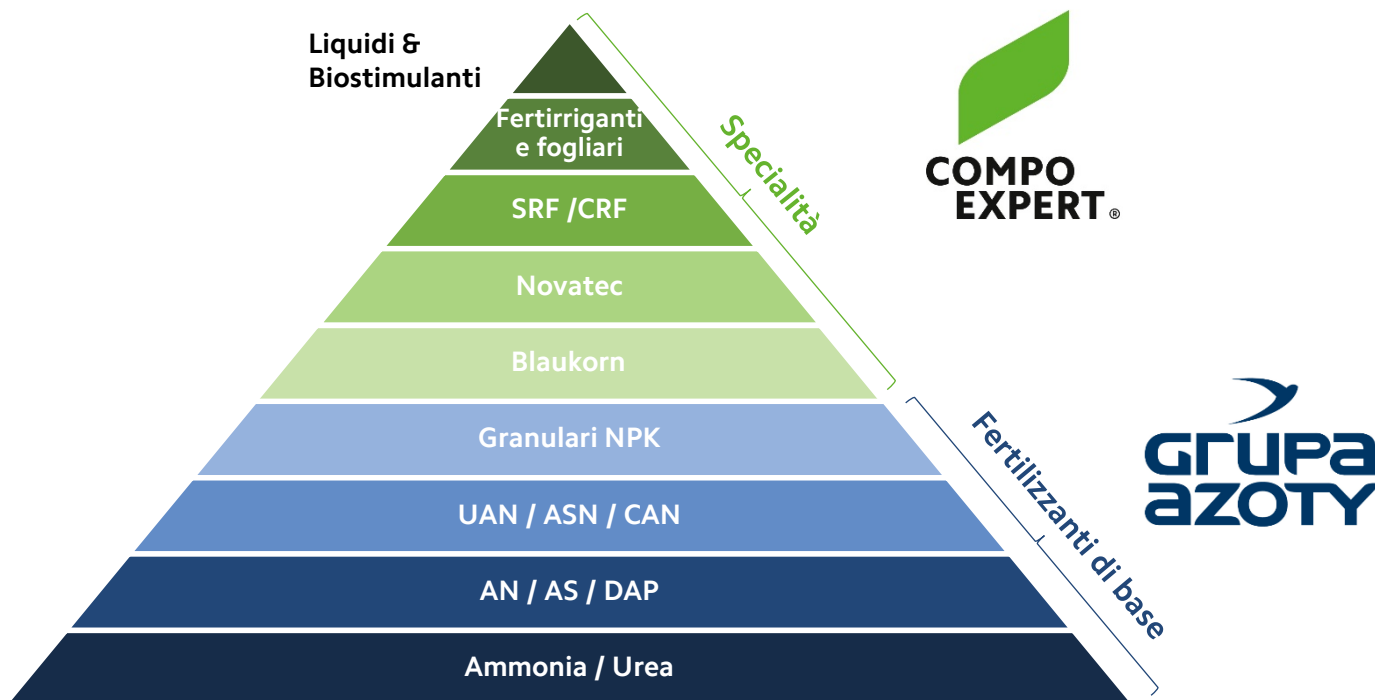 Liquidi &
Biostimulanti
Fertirriganti
e fogliari
SRF /CRF
Novatec
Blaukorn
Granulari NPK
UAN / ASN / CAN
AN / AS / DAP
Ammonia / Urea
Specialità
Fertilizzanti di base
COMPO
EXPERT®
GRUPA
AZOTY